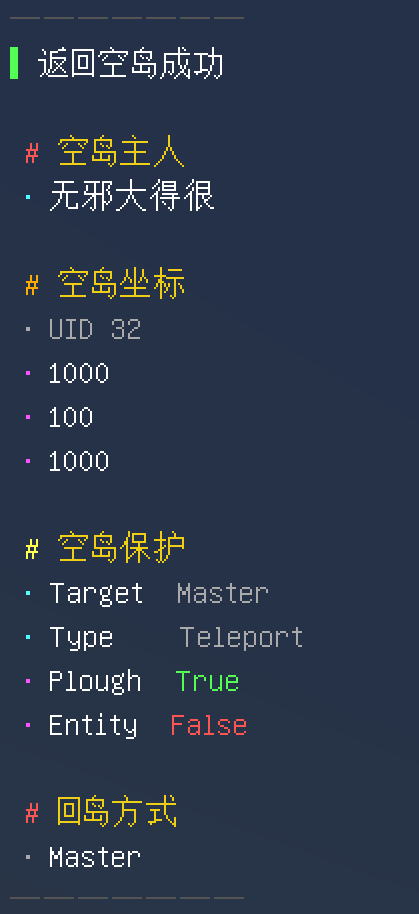 返回空岛成功
# 空岛主人
· 无邪大得很
# 空岛坐标
· UID 32
· 1000
· 100
· 1000
# 空岛保护
· Target Master
· Type Teleport
· Plough True
· Entity False
# 回岛方式
· Master